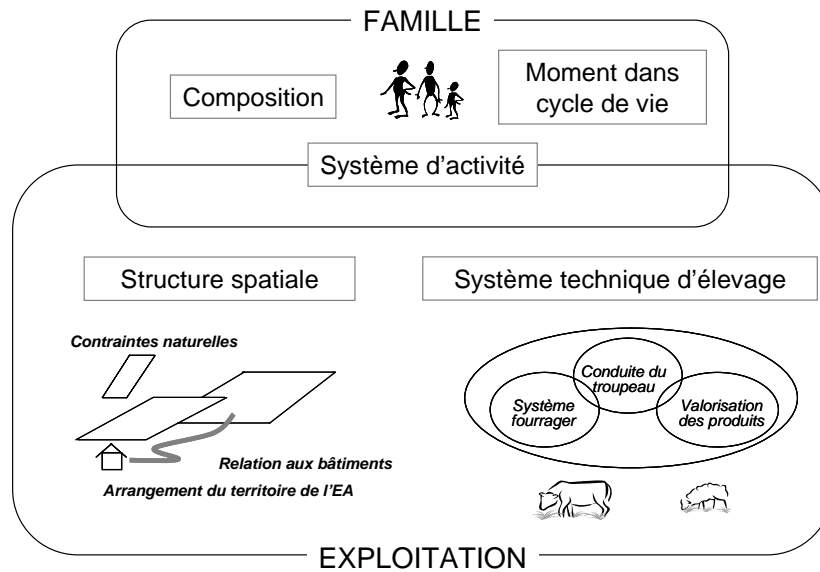 FAMILLE
Composition
Moment dans
cycle de vie
Système d'activité
Structure spatiale
Système technique d'élevage
Contraintes naturelles
Relation aux bâtiments
Arrangement du territoire de l'EA
Conduite du
troupeau
Système
fourrager
Valorisation
des produits
EXPLOITATION